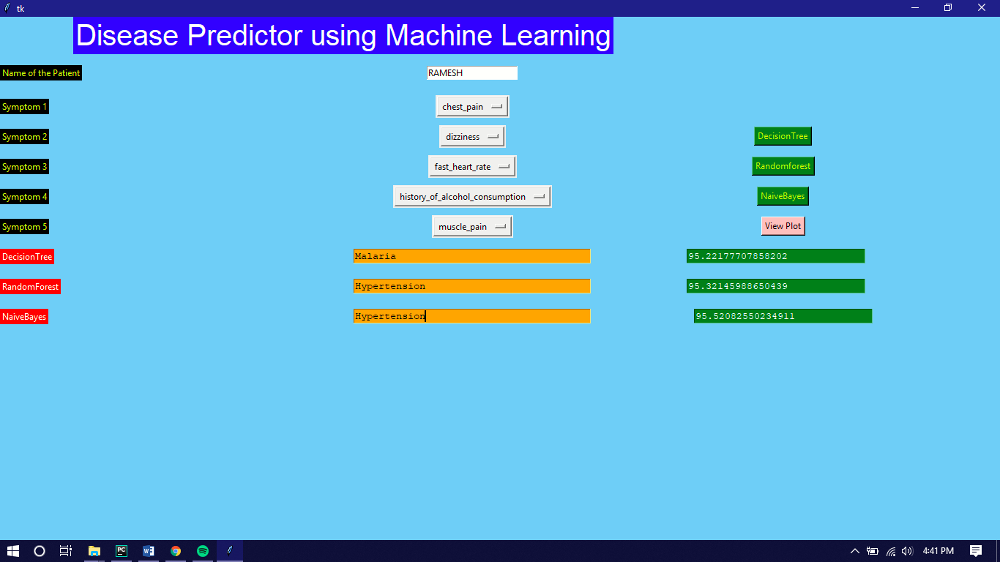 tk
Disease Predictor using Machine Learning
Name of the Patient RAMESH
Symptom 1 chest_pain
Symptom 2 dizziness DecisionTree
Symptom 3 fast_heart_rate Randomforest
Symptom 4 history_of_alcohol_consumption NaiveBayes
Symptom 5 muscle_pain View Plot
DecisionTree Malaria 95.22177707858202
RandomForest Hypertension 95.32145988650439
NaiveBayes Hypertension 95.52082550234911
PC W 4:41 PM